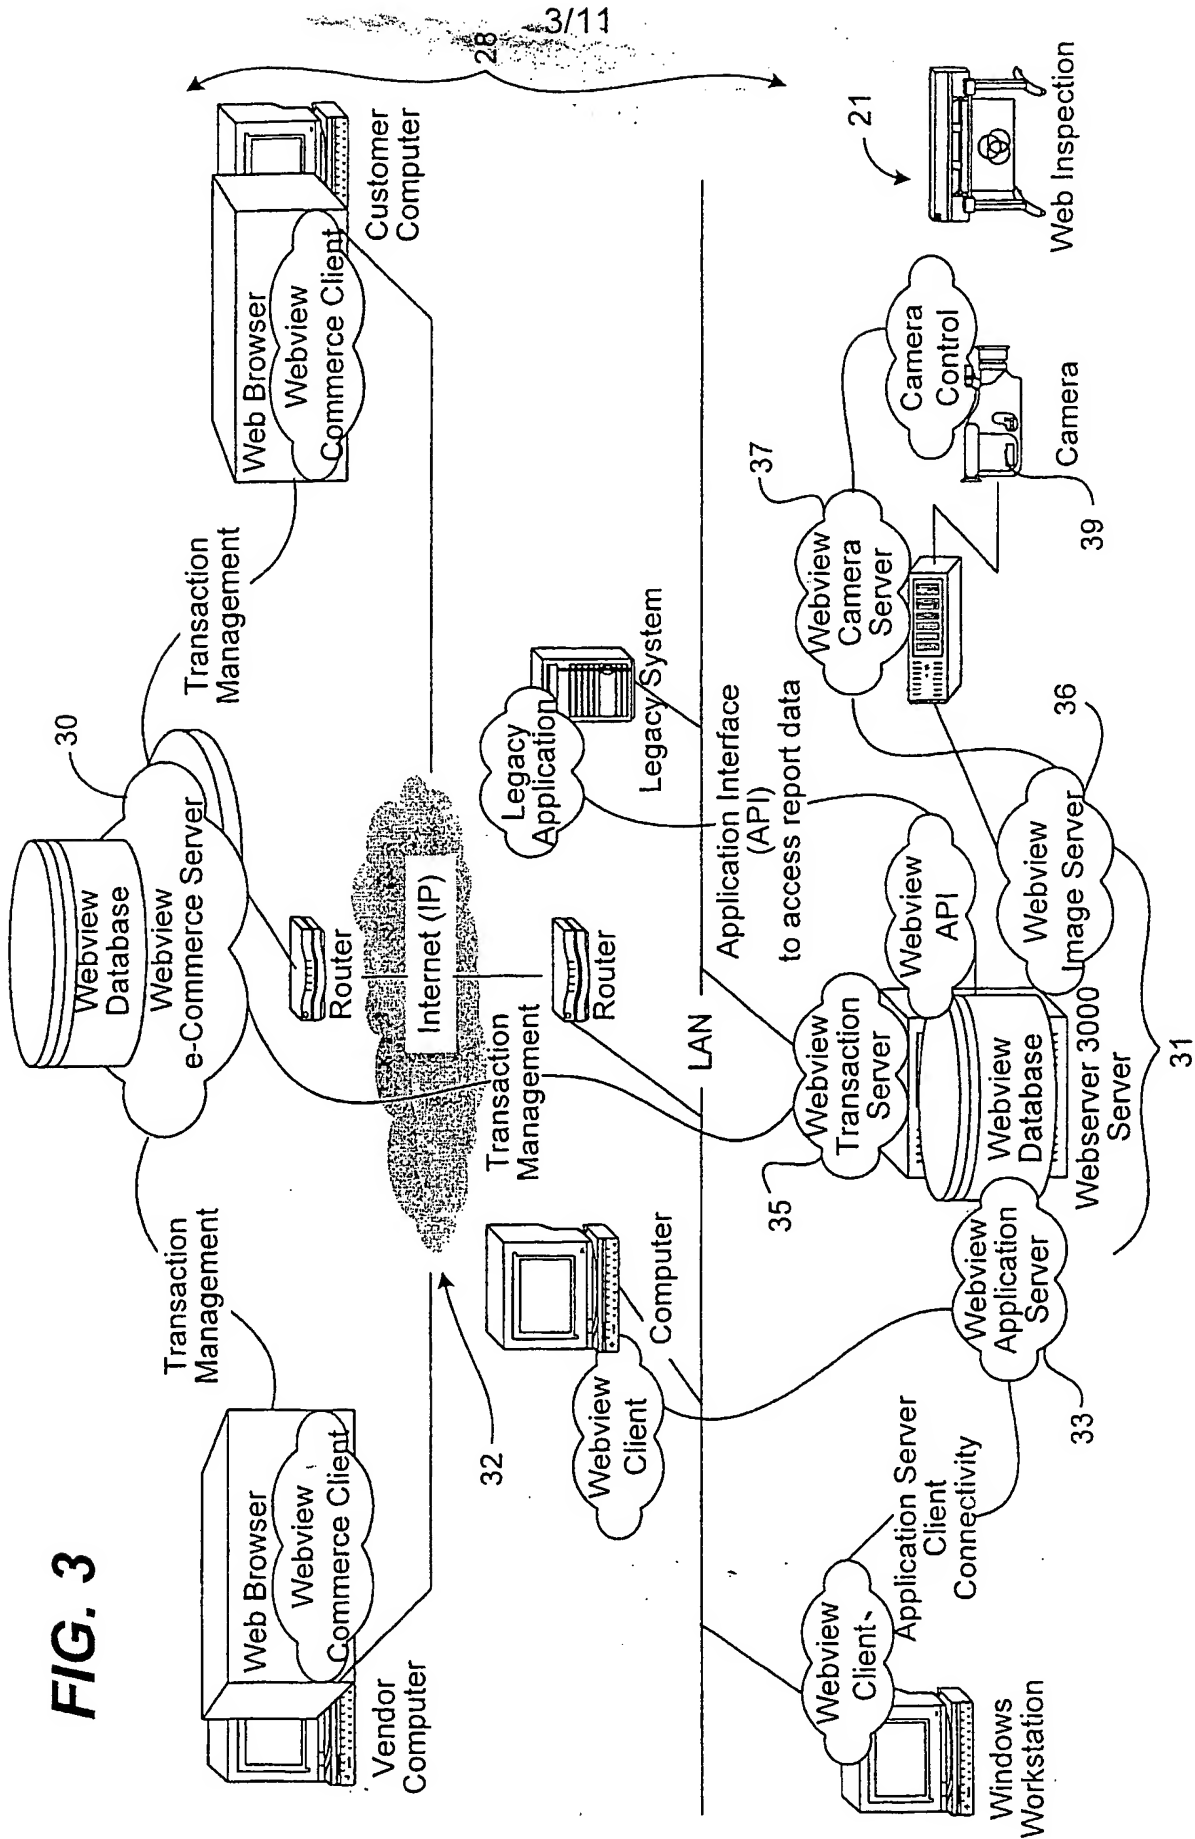 3/11
FIG. 3
28
30
Webview
Database
Webview
e-Commerce Server
Transaction
Management
Transaction
Management
Web Browser
Webview
Commerce Client
Vendor
Computer
Web Browser
Webview
Commerce Client
Customer
Computer
Router
Internet (IP)
32
Transaction
Management
Router
Legacy
Application
Legacy System
Computer
Webview
Client
LAN
Application Interface
(API)
to access report data
21
Web Inspection
Camera
Control
Camera
39
37
Webview
Camera
Server
36
Webview
Image Server
Webview
API
Webview
Transaction
Server
35
Webview
Database
Webserver 3000
Server
31
Webview
Application
Server
33
Application Server
Client
Connectivity
Webview
Client
Windows
Workstation